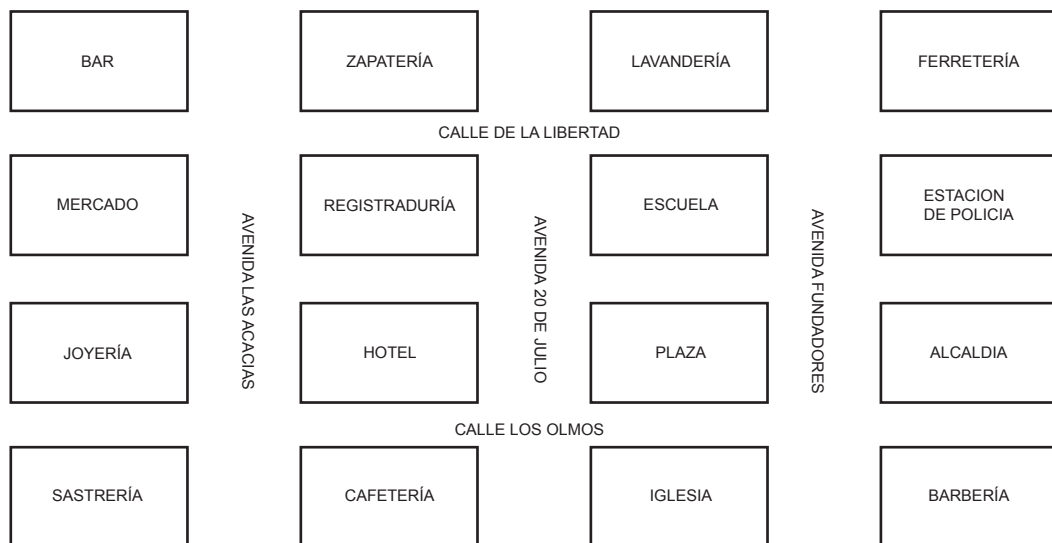 BAR
ZAPATERÍA
LAVANDERÍA
FERRETERÍA
CALLE DE LA LIBERTAD
MERCADO
REGISTRADURÍA
ESCUELA
ESTACION
DE POLICIA
AVENIDA LAS ACACIAS
AVENIDA 20 DE JULIO
AVENIDA FUNDADORES
JOYERÍA
HOTEL
PLAZA
ALCALDIA
CALLE LOS OLMOS
SASTRERÍA
CAFETERÍA
IGLESIA
BARBERÍA